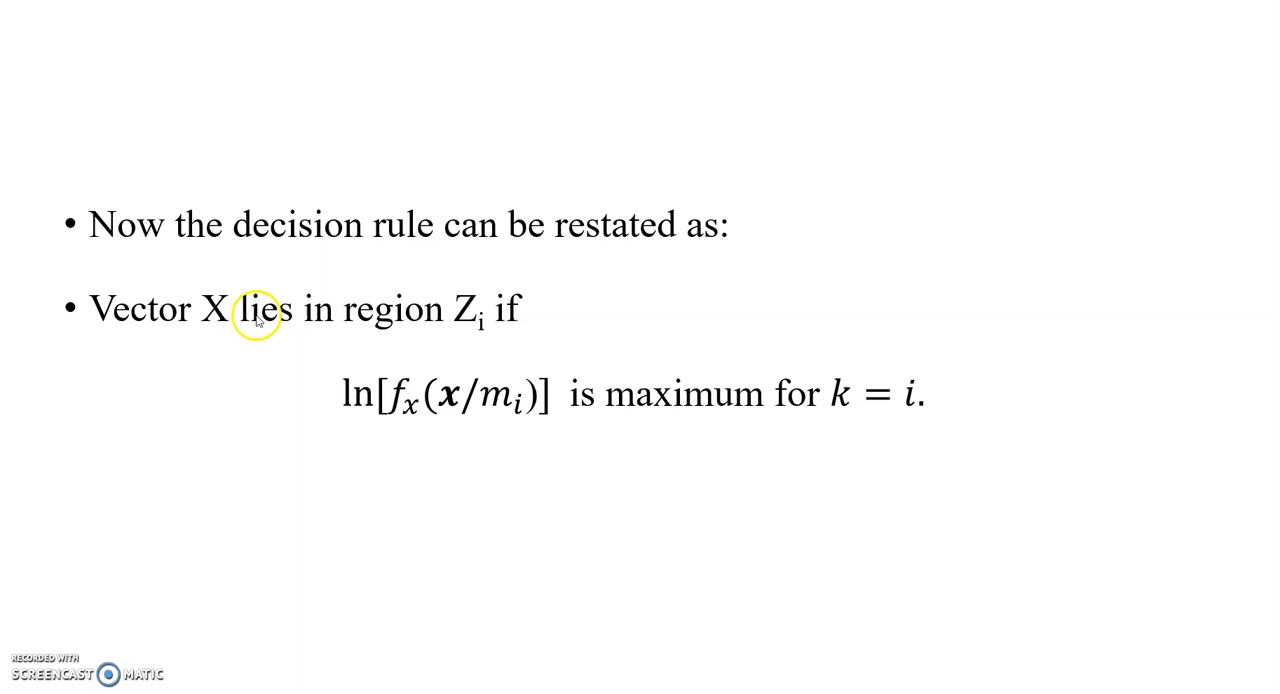 • Now the decision rule can be restated as:
• Vector X lies in region Zᵢ if
ln[𝑓ₓ(𝒙/𝑚ᵢ)] is maximum for 𝑘 = 𝑖.
RECORDED WITH
SCREENCAST MATIC